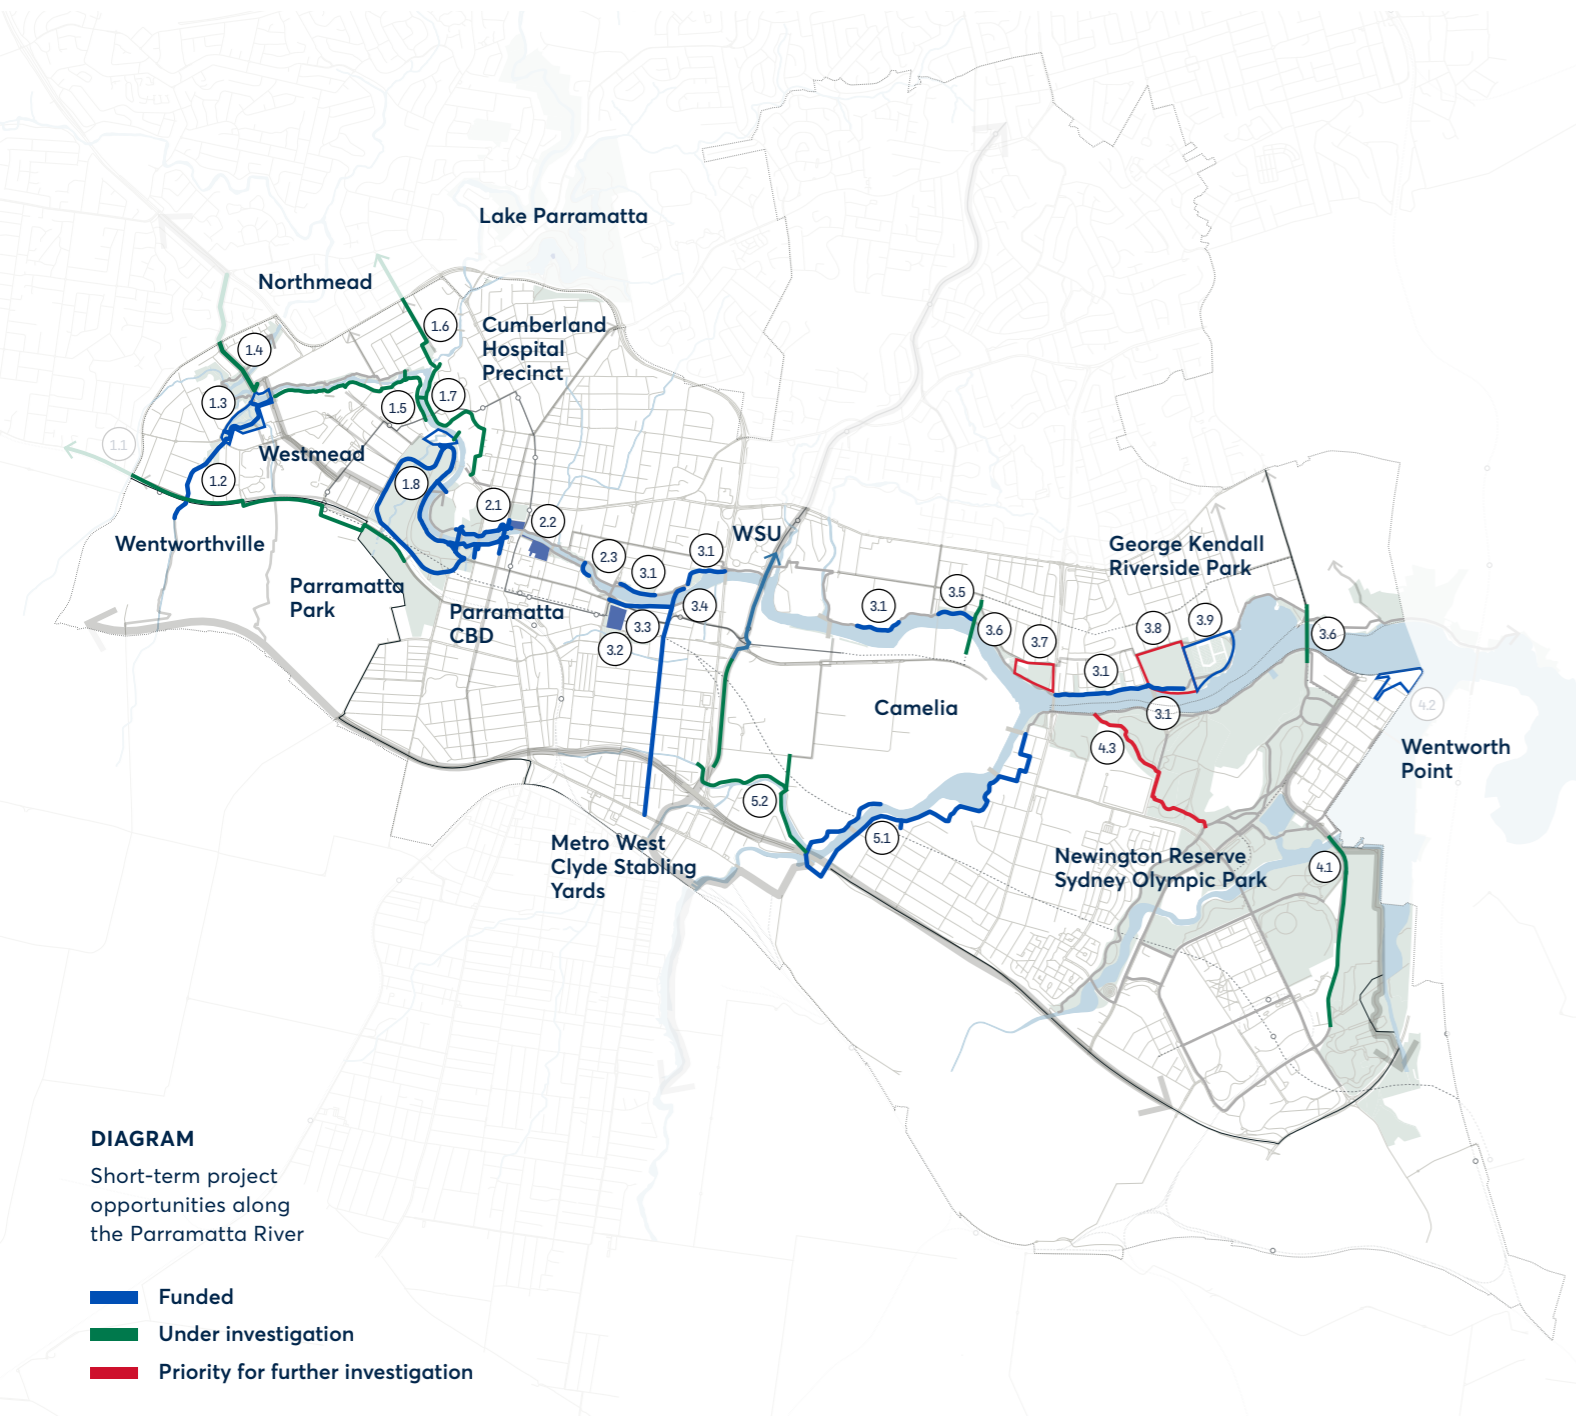 Lake Parramatta
Northmead
1.6
Cumberland
Hospital
Precinct
1.4
1.3
1.5
1.7
1.1
Westmead
1.2
1.8
2.1
2.2
Wentworthville
WSU
George Kendall
Riverside Park
2.3
3.1
3.1
Parramatta
Park
Parramatta
CBD
3.4
3.3
3.2
3.1
3.5
3.6
3.7
3.8
3.9
3.6
3.1
3.1
Camelia
4.2
4.3
Wentworth
Point
5.2
5.1
Metro West
Clyde Stabling
Yards
Newington Reserve
Sydney Olympic Park
4.1
DIAGRAM
Short-term project
opportunities along
the Parramatta River
Funded
Under investigation
Priority for further investigation